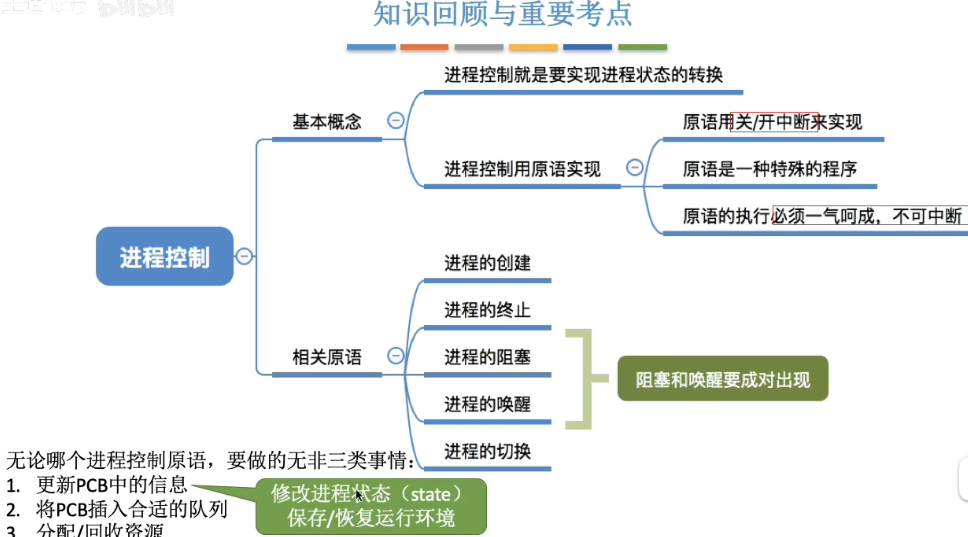 知识回顾与重要考点
进程控制就是要实现进程状态的转换
基本概念
原语用关/开中断来实现
进程控制用原语实现
原语是一种特殊的程序
原语的执行必须一气呵成，不可中断
进程控制
进程的创建
进程的终止
相关原语
进程的阻塞
阻塞和唤醒要成对出现
进程的唤醒
进程的切换
无论哪个进程控制原语，要做的无非三类事情：
1. 更新PCB中的信息
修改进程状态（state）
保存/恢复运行环境
2. 将PCB插入合适的队列
3. 分配/回收资源